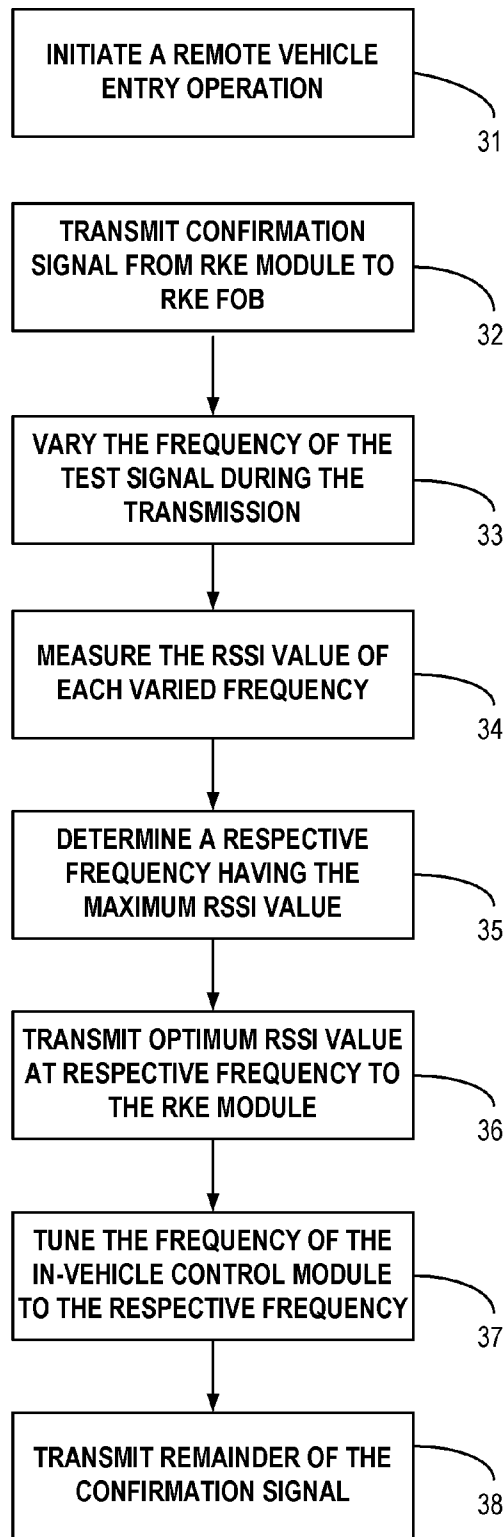 INITIATE A REMOTE VEHICLE
ENTRY OPERATION
31
TRANSMIT CONFIRMATION
SIGNAL FROM RKE MODULE TO
RKE FOB
32
VARY THE FREQUENCY OF THE
TEST SIGNAL DURING THE
TRANSMISSION
33
MEASURE THE RSSI VALUE OF
EACH VARIED FREQUENCY
34
DETERMINE A RESPECTIVE
FREQUENCY HAVING THE
MAXIMUM RSSI VALUE
35
TRANSMIT OPTIMUM RSSI VALUE
AT RESPECTIVE FREQUENCY TO
THE RKE MODULE
36
TUNE THE FREQUENCY OF THE
IN-VEHICLE CONTROL MODULE
TO THE RESPECTIVE FREQUENCY
37
TRANSMIT REMAINDER OF THE
CONFIRMATION SIGNAL
38